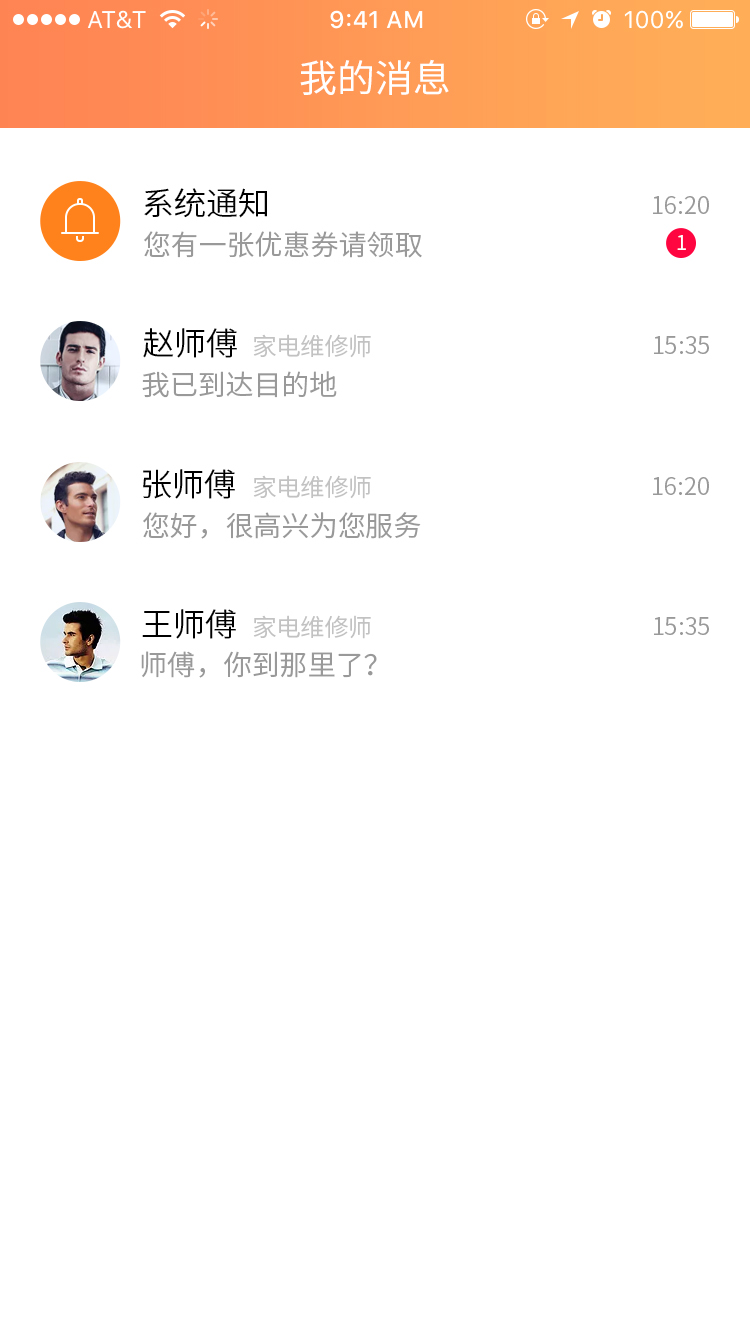 AT&T 9:41 AM 100%
我的消息
系统通知 16:20
您有一张优惠券请领取 1
赵师傅 家电维修师 15:35
我已到达目的地
张师傅 家电维修师 16:20
您好，很高兴为您服务
王师傅 家电维修师 15:35
师傅，你到那里了？